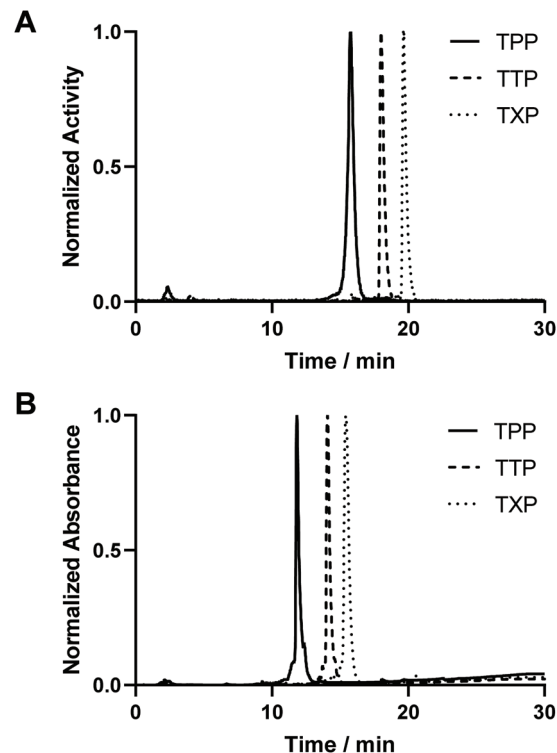 A
Normalized Activity
1.0
0.5
0.0
0
10
20
30
Time / min
TPP
TTP
TXP
B
Normalized Absorbance
1.0
0.5
0.0
0
10
20
30
Time / min
TPP
TTP
TXP